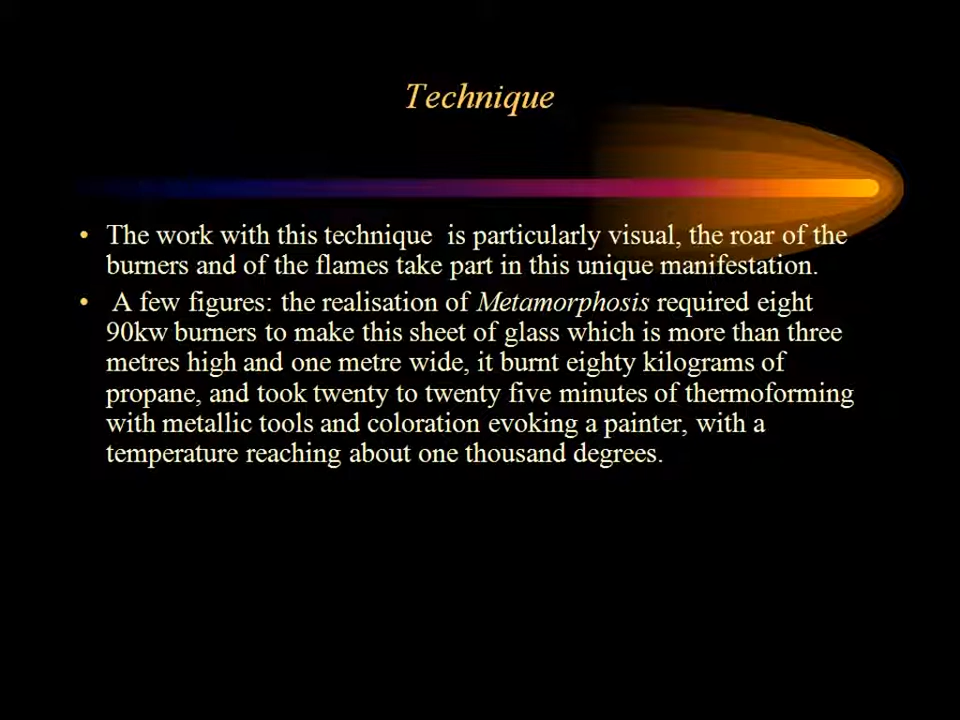 Technique
• The work with this technique  is particularly visual, the roar of the
burners and of the flames take part in this unique manifestation.
•  A few figures: the realisation of Metamorphosis required eight
90kw burners to make this sheet of glass which is more than three
metres high and one metre wide, it burnt eighty kilograms of
propane, and took twenty to twenty five minutes of thermoforming
with metallic tools and coloration evoking a painter, with a
temperature reaching about one thousand degrees.